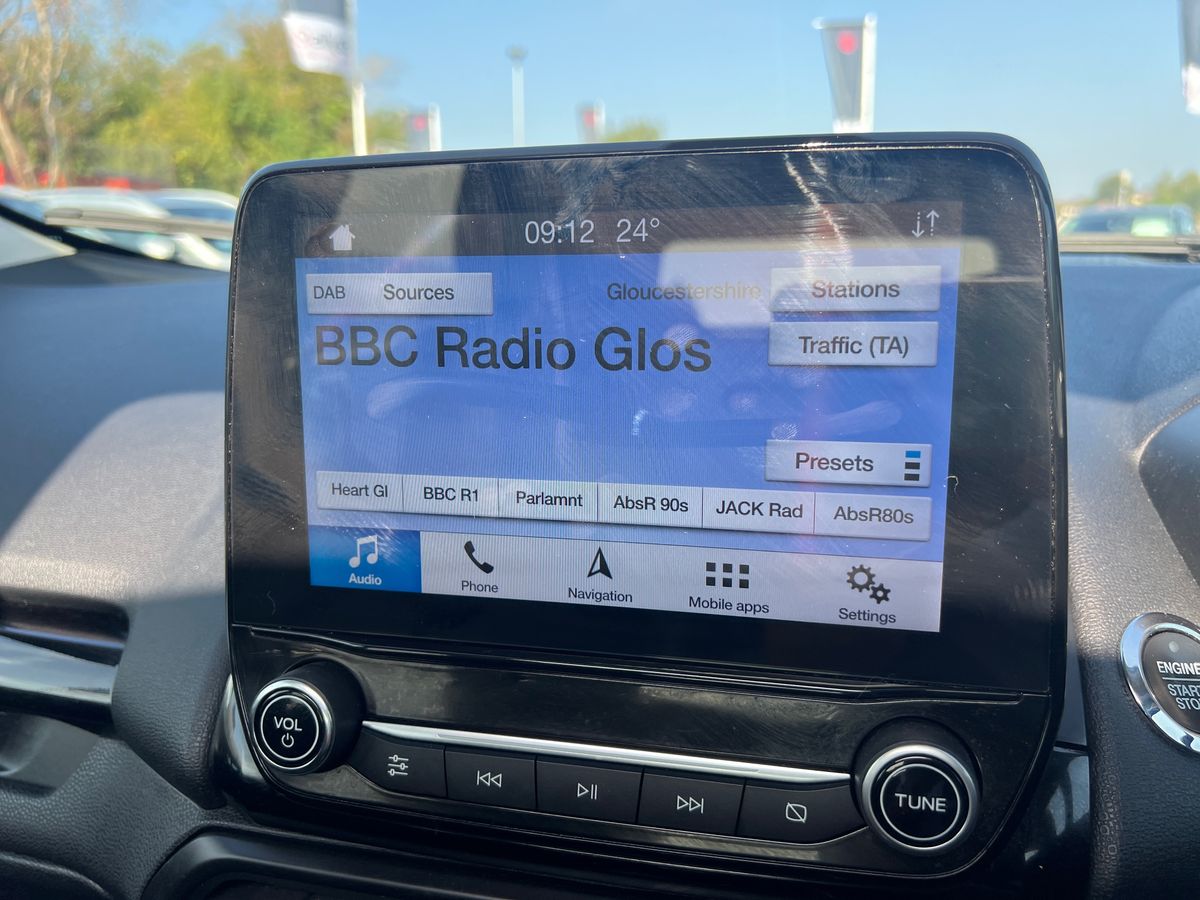 09:12 24°
DAB Sources
Gloucestershire
Stations
BBC Radio Glos
Traffic (TA)
Presets
Heart Gl
BBC R1
Parlamnt
AbsR 90s
JACK Rad
AbsR80s
Audio
Phone
Navigation
Mobile apps
Settings
VOL
TUNE
ENGINE
START
STOP